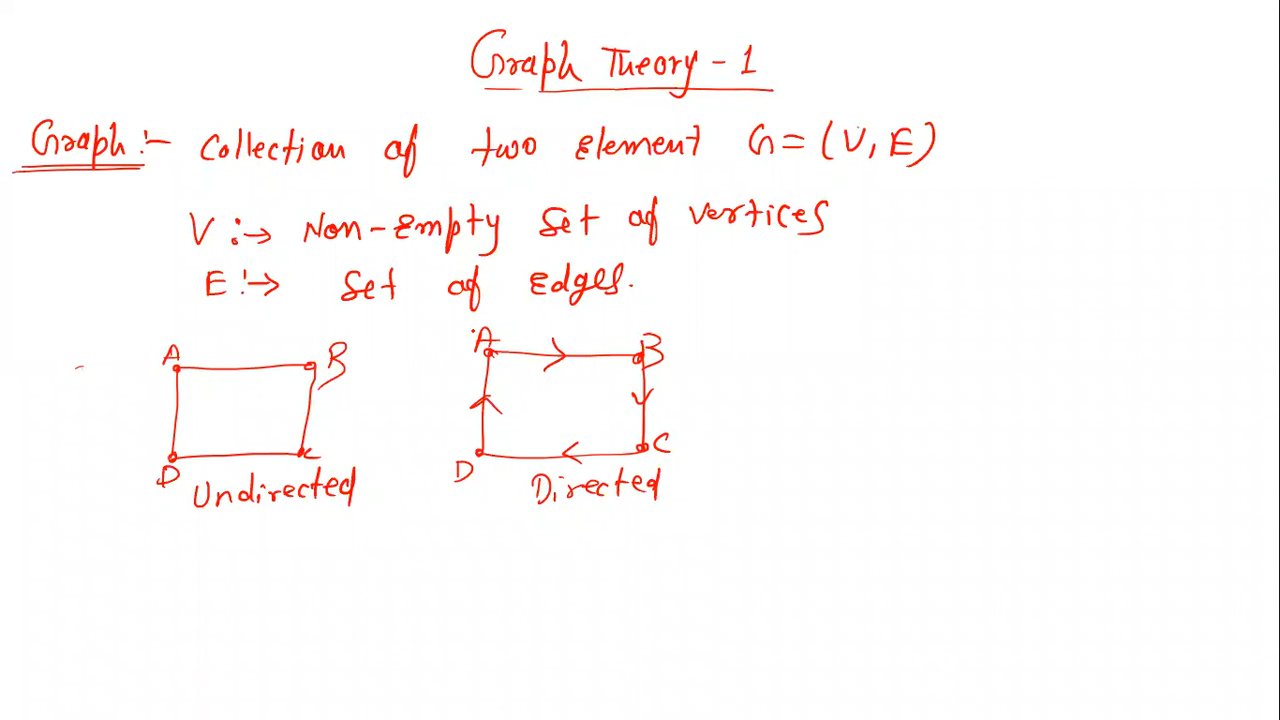 Graph Theory - 1
Graph :- Collection of two element G = (V, E)
V :→ Non-Empty Set of vertices
E :→ Set of Edges.
A B A B
D C D C
Undirected Directed